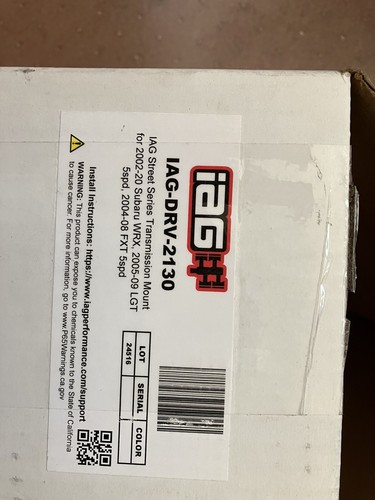 iAG
IAG-DRV-2130
IAG Street Series Transmission Mount
for 2002-20 Subaru WRX, 2005-09 LGT
5spd, 2004-08 FXT 5spd
LOT SERIAL COLOR
24516
Install Instructions: https://www.iagperformance.com/support
WARNING: This product can expose you to chemicals known to the State of California
to cause cancer. For more information, go to www.P65Warnings.ca.gov